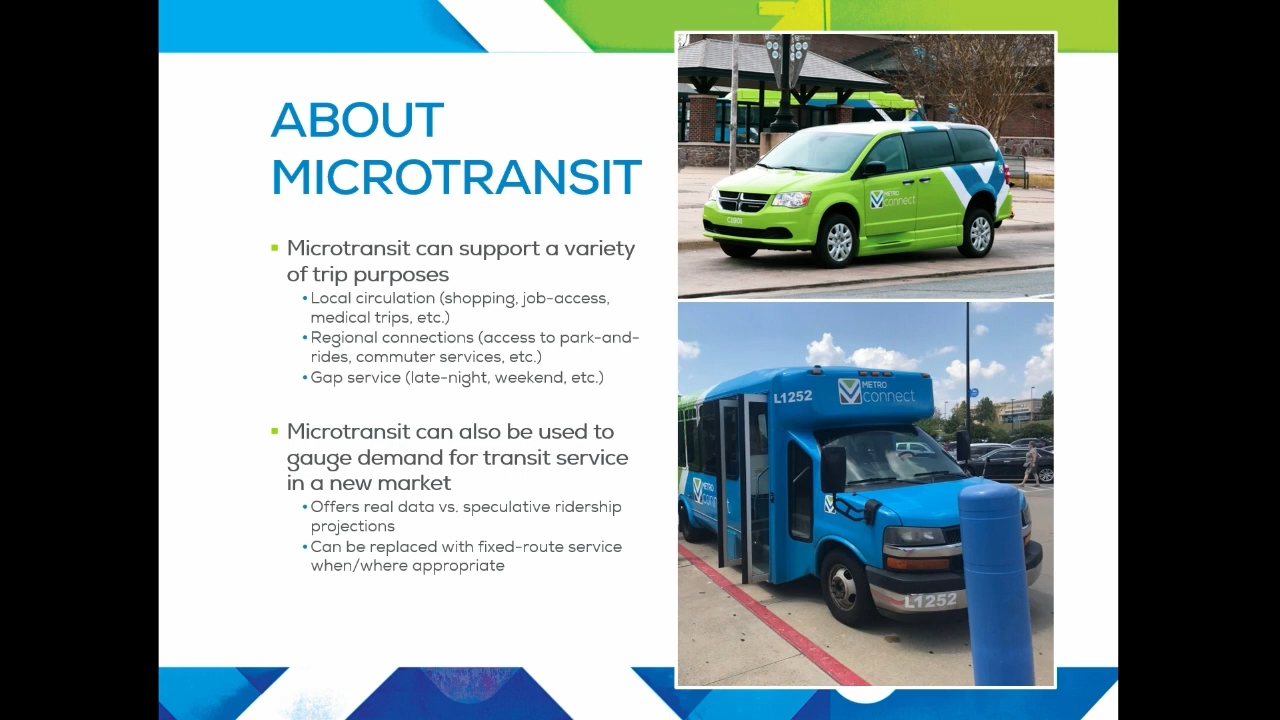 ABOUT
MICROTRANSIT
Microtransit can support a variety
of trip purposes
Local circulation (shopping, job-access,
medical trips, etc.)
Regional connections (access to park-and-
rides, commuter services, etc.)
Gap service (late-night, weekend, etc.)
Microtransit can also be used to
gauge demand for transit service
in a new market
Offers real data vs. speculative ridership
projections
Can be replaced with fixed-route service
when/where appropriate
METRO
connect
L1252
METRO
connect
METRO
connect
L1252